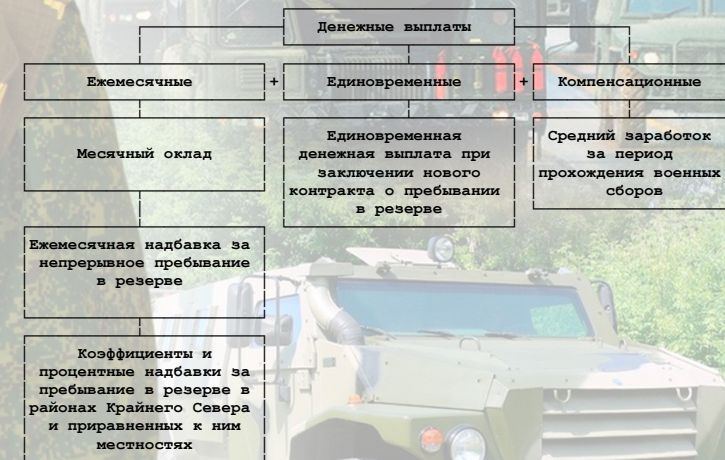 Денежные выплаты
Ежемесячные + Единовременные + Компенсационные
Месячный оклад
Единовременная
денежная выплата при
заключении нового
контракта о пребывании
в резерве
Средний заработок
за период
прохождения военных
сборов
Ежемесячная надбавка за
непрерывное пребывание
в резерве
Коэффициенты и
процентные надбавки за
пребывание в резерве в
районах Крайнего Севера
и приравненных к ним
местностях